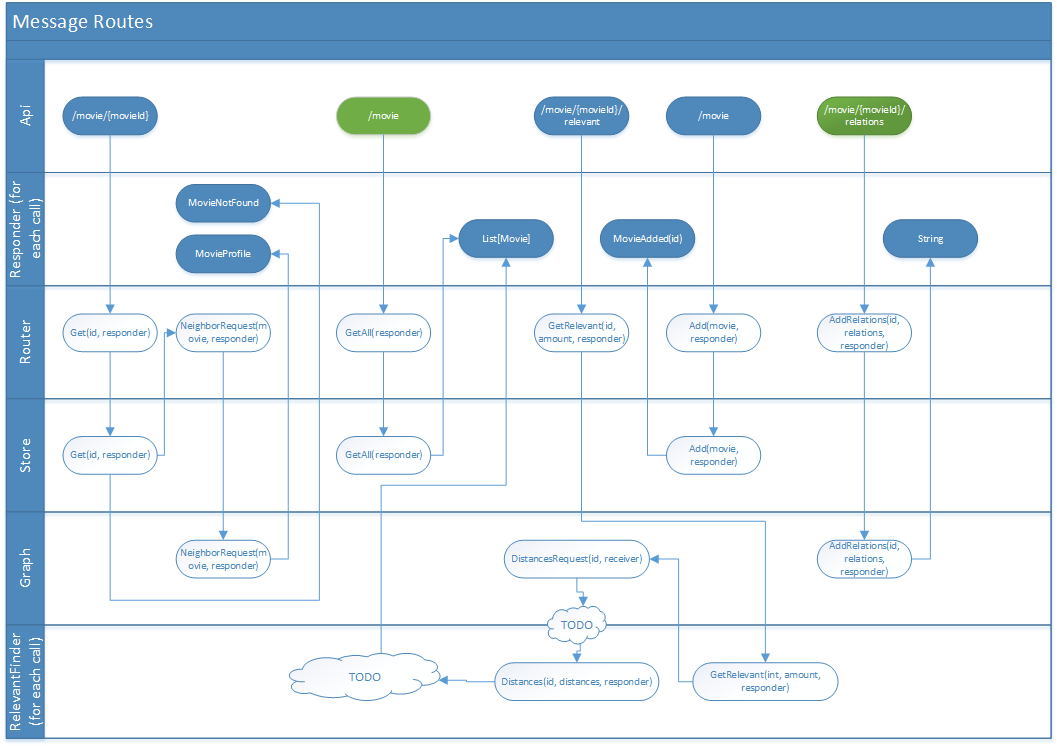 Message Routes
Api
/movie/{movieId}
/movie
/movie/{movieId}/
relevant
/movie
/movie/{movieId}/
relations
Responder (for
each call)
MovieNotFound
MovieProfile
List[Movie]
MovieAdded(id)
String
Router
Get(id, responder)
NeighborRequest(m
ovie, responder)
GetAll(responder)
GetRelevant(id,
amount, responder)
Add(movie,
responder)
AddRelations(id,
relations,
responder)
Store
Get(id, responder)
GetAll(responder)
Add(movie,
responder)
Graph
NeighborRequest(m
ovie, responder)
DistancesRequest(id, receiver)
AddRelations(id,
relations,
responder)
TODO
RelevantFinder
(for each call)
TODO
Distances(id, distances, responder)
GetRelevant(int, amount,
responder)